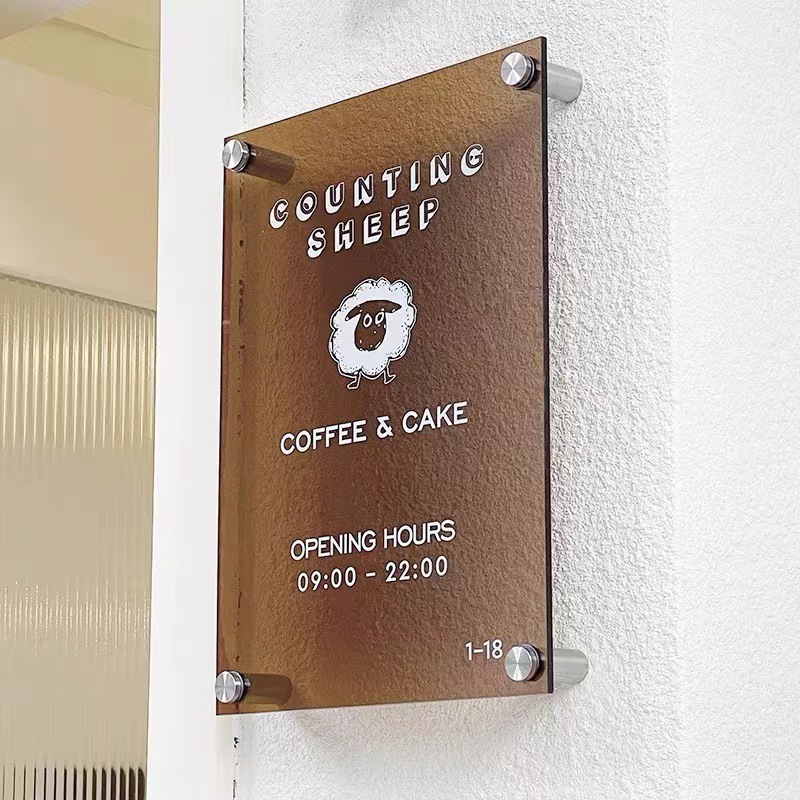 COUNTING
SHEEP
COFFEE & CAKE
OPENING HOURS
09:00 - 22:00
1-18